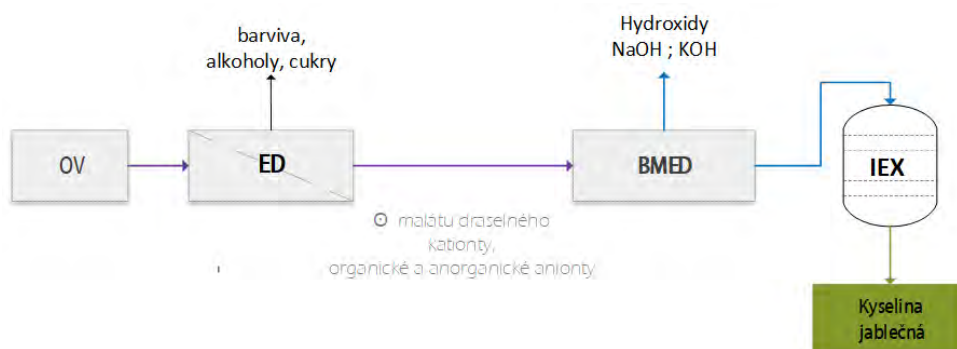 Hydroxidy
NaOH ; KOH
barviva,
alkoholy, cukry
OV
ED
BMED
IEX
malátu draselného
kationty,
organické a anorganické anionty
Kyselina
jablečná